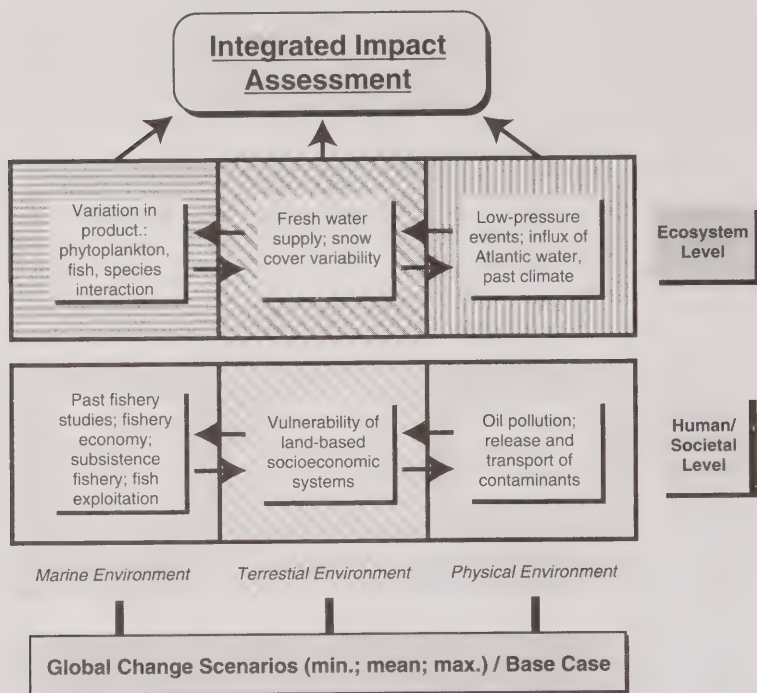 Integrated Impact
Assessment
Variation in
product.:
phytoplankton,
fish, species
interaction
Fresh water
supply; snow
cover variability
Low-pressure
events; influx of
Atlantic water,
past climate
Ecosystem
Level
Past fishery
studies; fishery
economy;
subsistence
fishery; fish
exploitation
Vulnerability of
land-based
socioeconomic
systems
Oil pollution;
release and
transport of
contaminants
Human/
Societal
Level
Marine Environment
Terrestial Environment
Physical Environment
Global Change Scenarios (min.; mean; max.) / Base Case